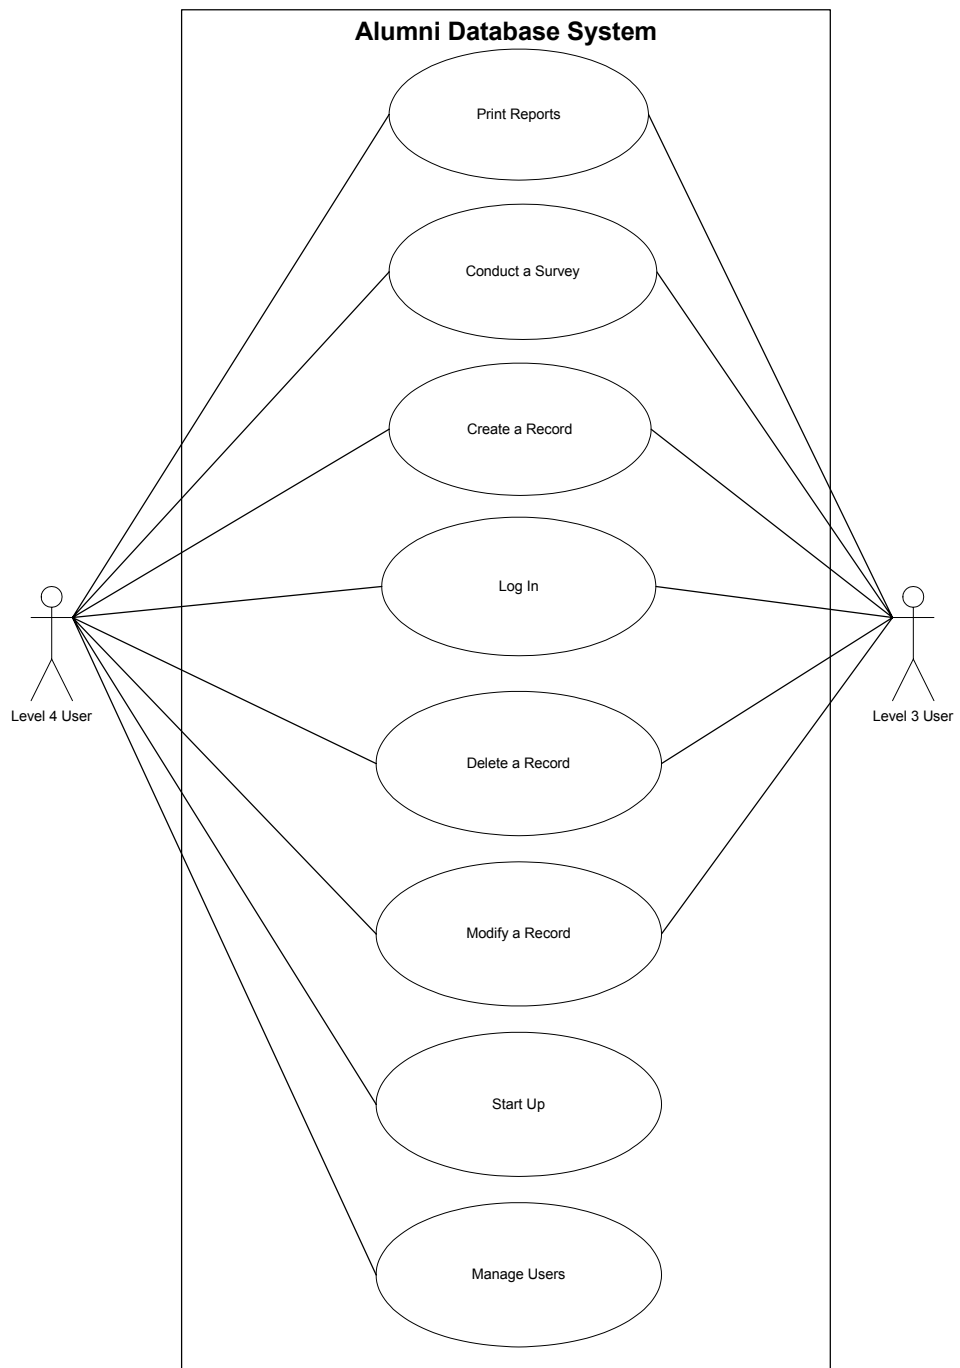 Alumni Database System
Print Reports
Conduct a Survey
Create a Record
Log In
Level 4 User
Level 3 User
Delete a Record
Modify a Record
Start Up
Manage Users